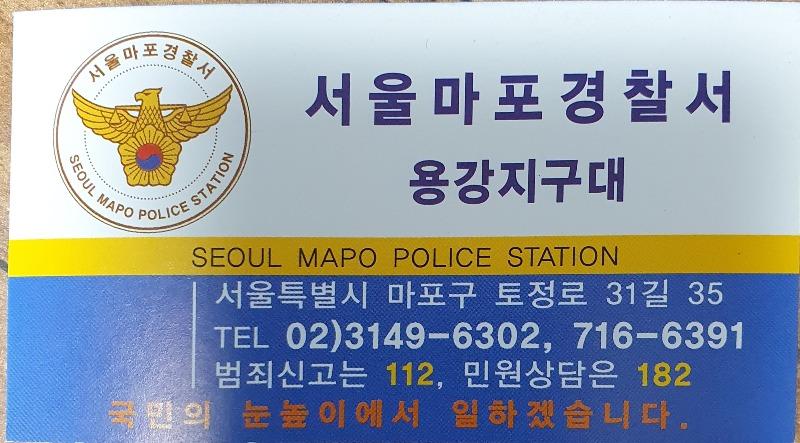 서울마포경찰서
SEOUL MAPO POLICE STATION
서울마포경찰서
용강지구대
SEOUL MAPO POLICE STATION
서울특별시 마포구 토정로 31길 35
TEL 02)3149-6302, 716-6391
범죄신고는 112, 민원상담은 182
국민의 눈높이에서 일하겠습니다.